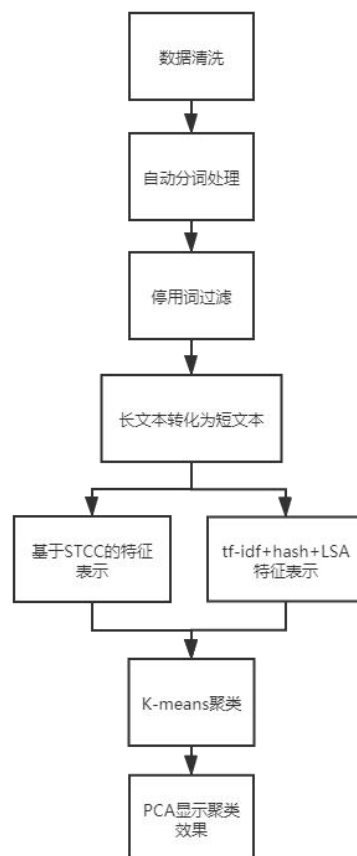 数据清洗
自动分词处理
停用词过滤
长文本转化为短文本
基于STCC的特征
表示
tf-idf+hash+LSA
特征表示
K-means聚类
PCA显示聚类
效果